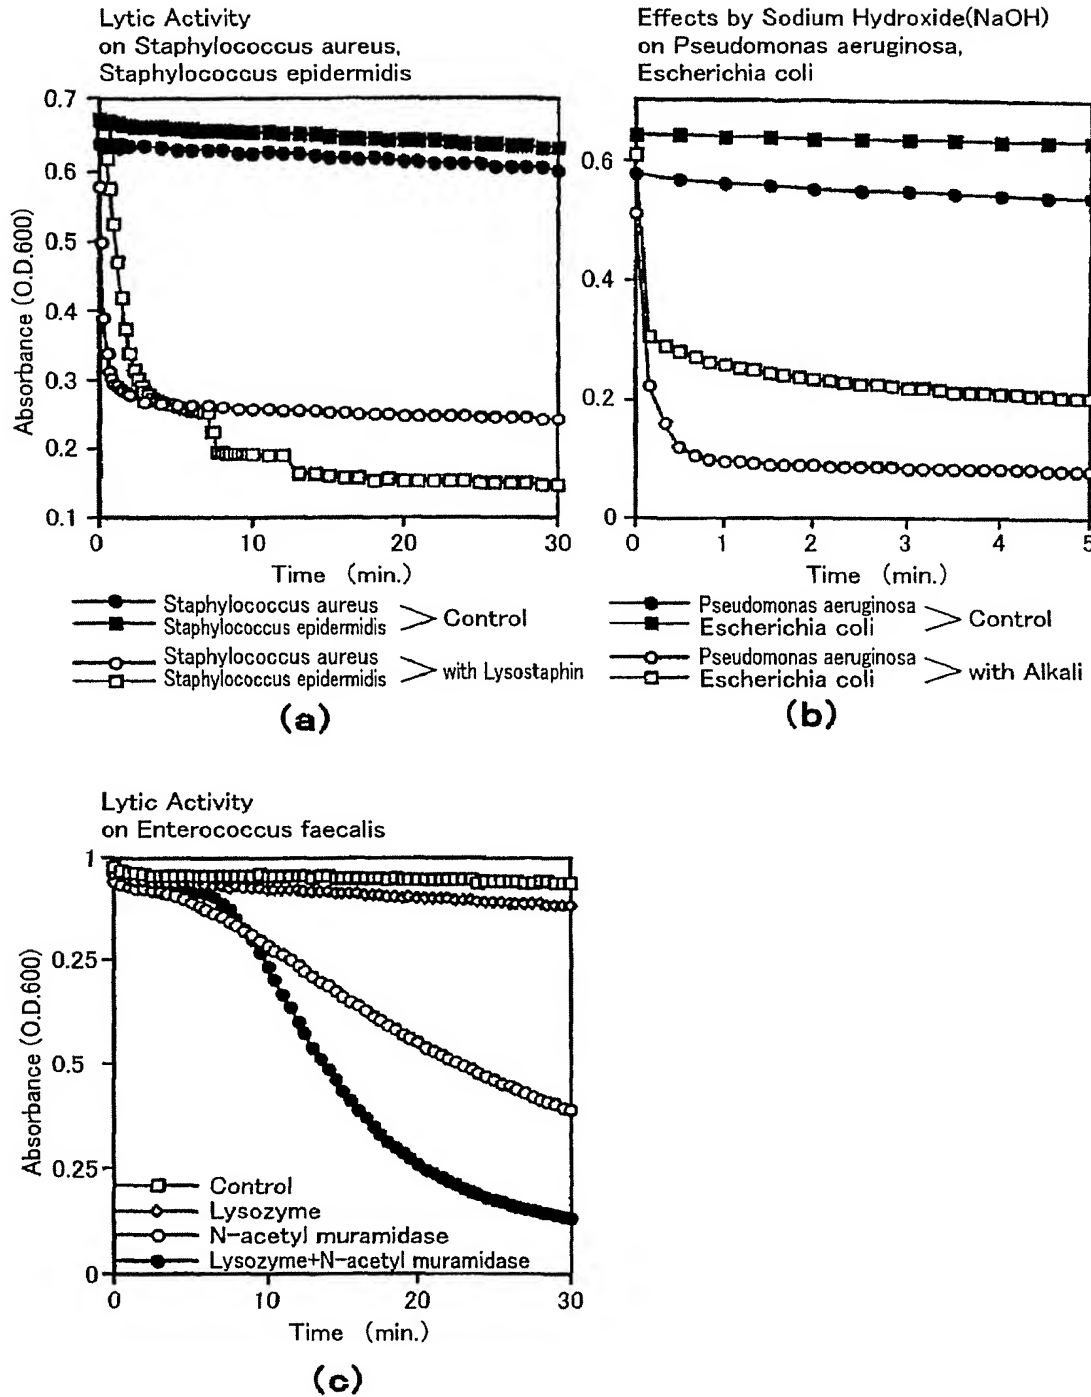 Lytic Activity
on Staphylococcus aureus,
Staphylococcus epidermidis
0.7
0.6
0.5
0.4
0.3
0.2
0.1
Absorbance (O.D.600)
0 10 20 30
Time (min.)
Staphylococcus aureus
Staphylococcus epidermidis
Control
Staphylococcus aureus
Staphylococcus epidermidis
with Lysostaphin
(a)
Effects by Sodium Hydroxide(NaOH)
on Pseudomonas aeruginosa,
Escherichia coli
0.6
0.4
0.2
0
0 1 2 3 4 5
Time (min.)
Pseudomonas aeruginosa
Escherichia coli
Control
Pseudomonas aeruginosa
Escherichia coli
with Alkali
(b)
Lytic Activity
on Enterococcus faecalis
1
0.25
0.5
0.25
0
Absorbance (O.D.600)
Control
Lysozyme
N-acetyl muramidase
Lysozyme+N-acetyl muramidase
0 10 20 30
Time (min.)
(c)